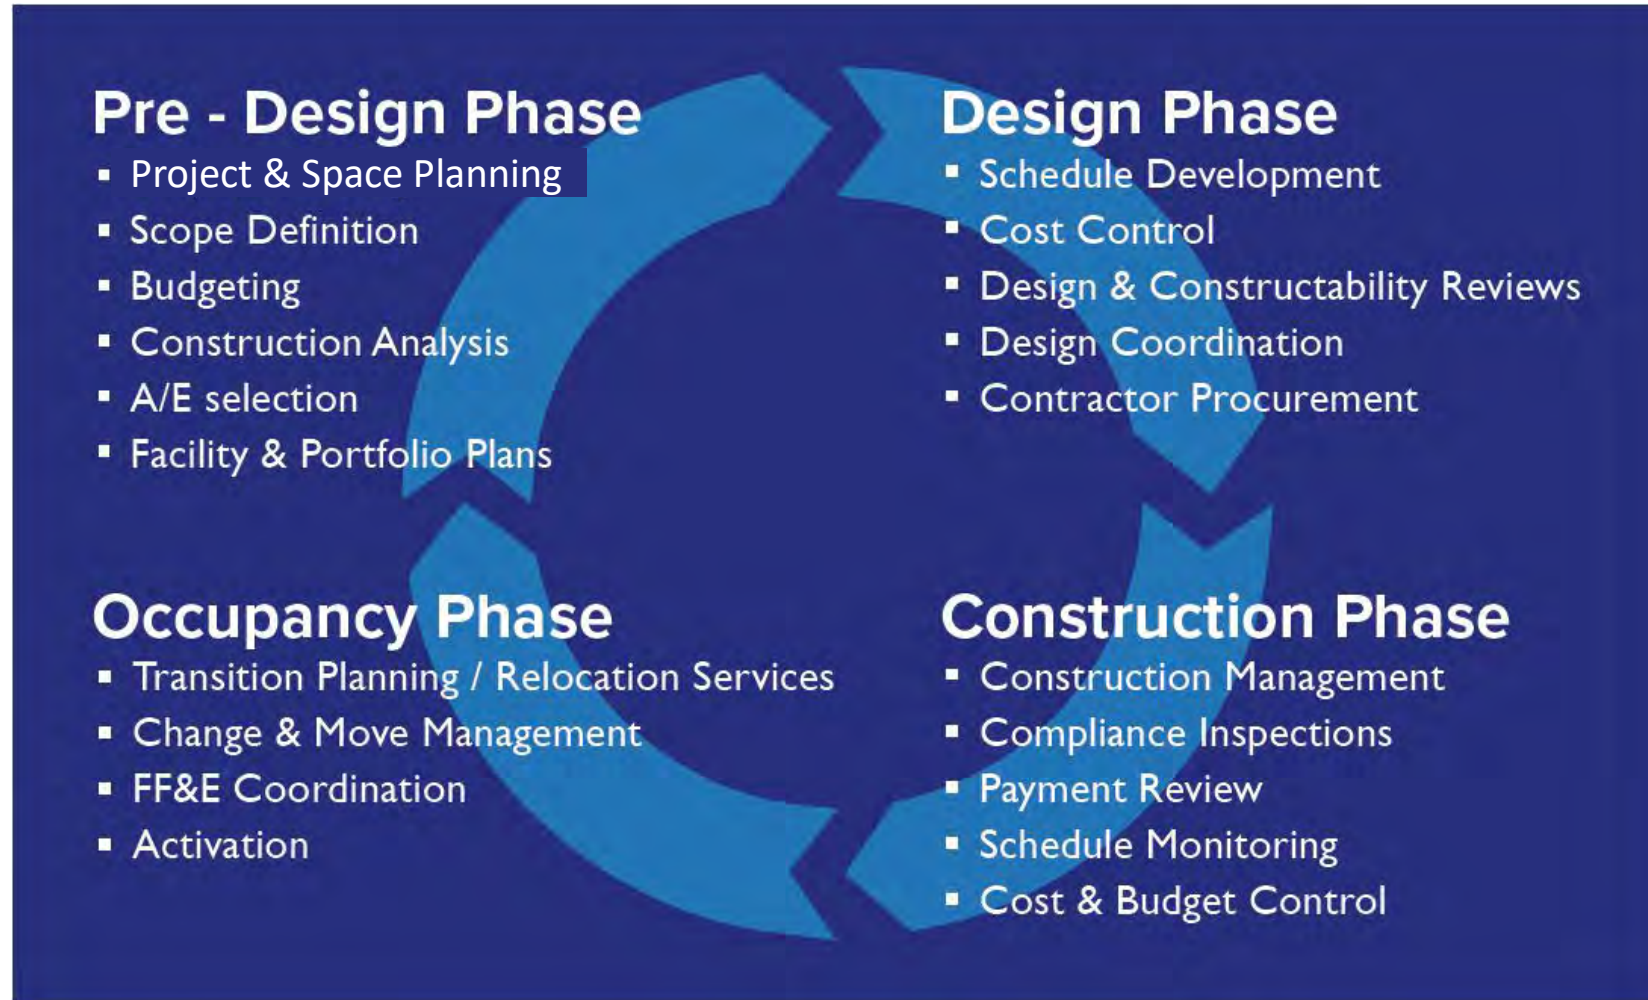 Pre - Design Phase
▪ Project & Space Planning
▪ Scope Definition
▪ Budgeting
▪ Construction Analysis
▪ A/E selection
▪ Facility & Portfolio Plans
Design Phase
▪ Schedule Development
▪ Cost Control
▪ Design & Constructability Reviews
▪ Design Coordination
▪ Contractor Procurement
Occupancy Phase
▪ Transition Planning / Relocation Services
▪ Change & Move Management
▪ FF&E Coordination
▪ Activation
Construction Phase
▪ Construction Management
▪ Compliance Inspections
▪ Payment Review
▪ Schedule Monitoring
▪ Cost & Budget Control